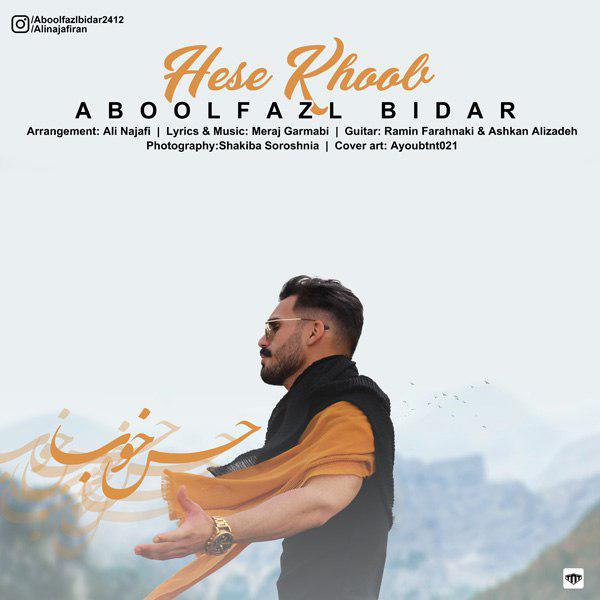 /Aboolfazlbidar2412
/Alinajafiran
Hese Khoob
ABOOLFAZL BIDAR
Arrangement: Ali Najafi | Lyrics & Music: Meraj Garmabi | Guitar: Ramin Farahnaki & Ashkan Alizadeh
Photography:Shakiba Soroshnia | Cover art: Ayoubtnt021
حس خوب